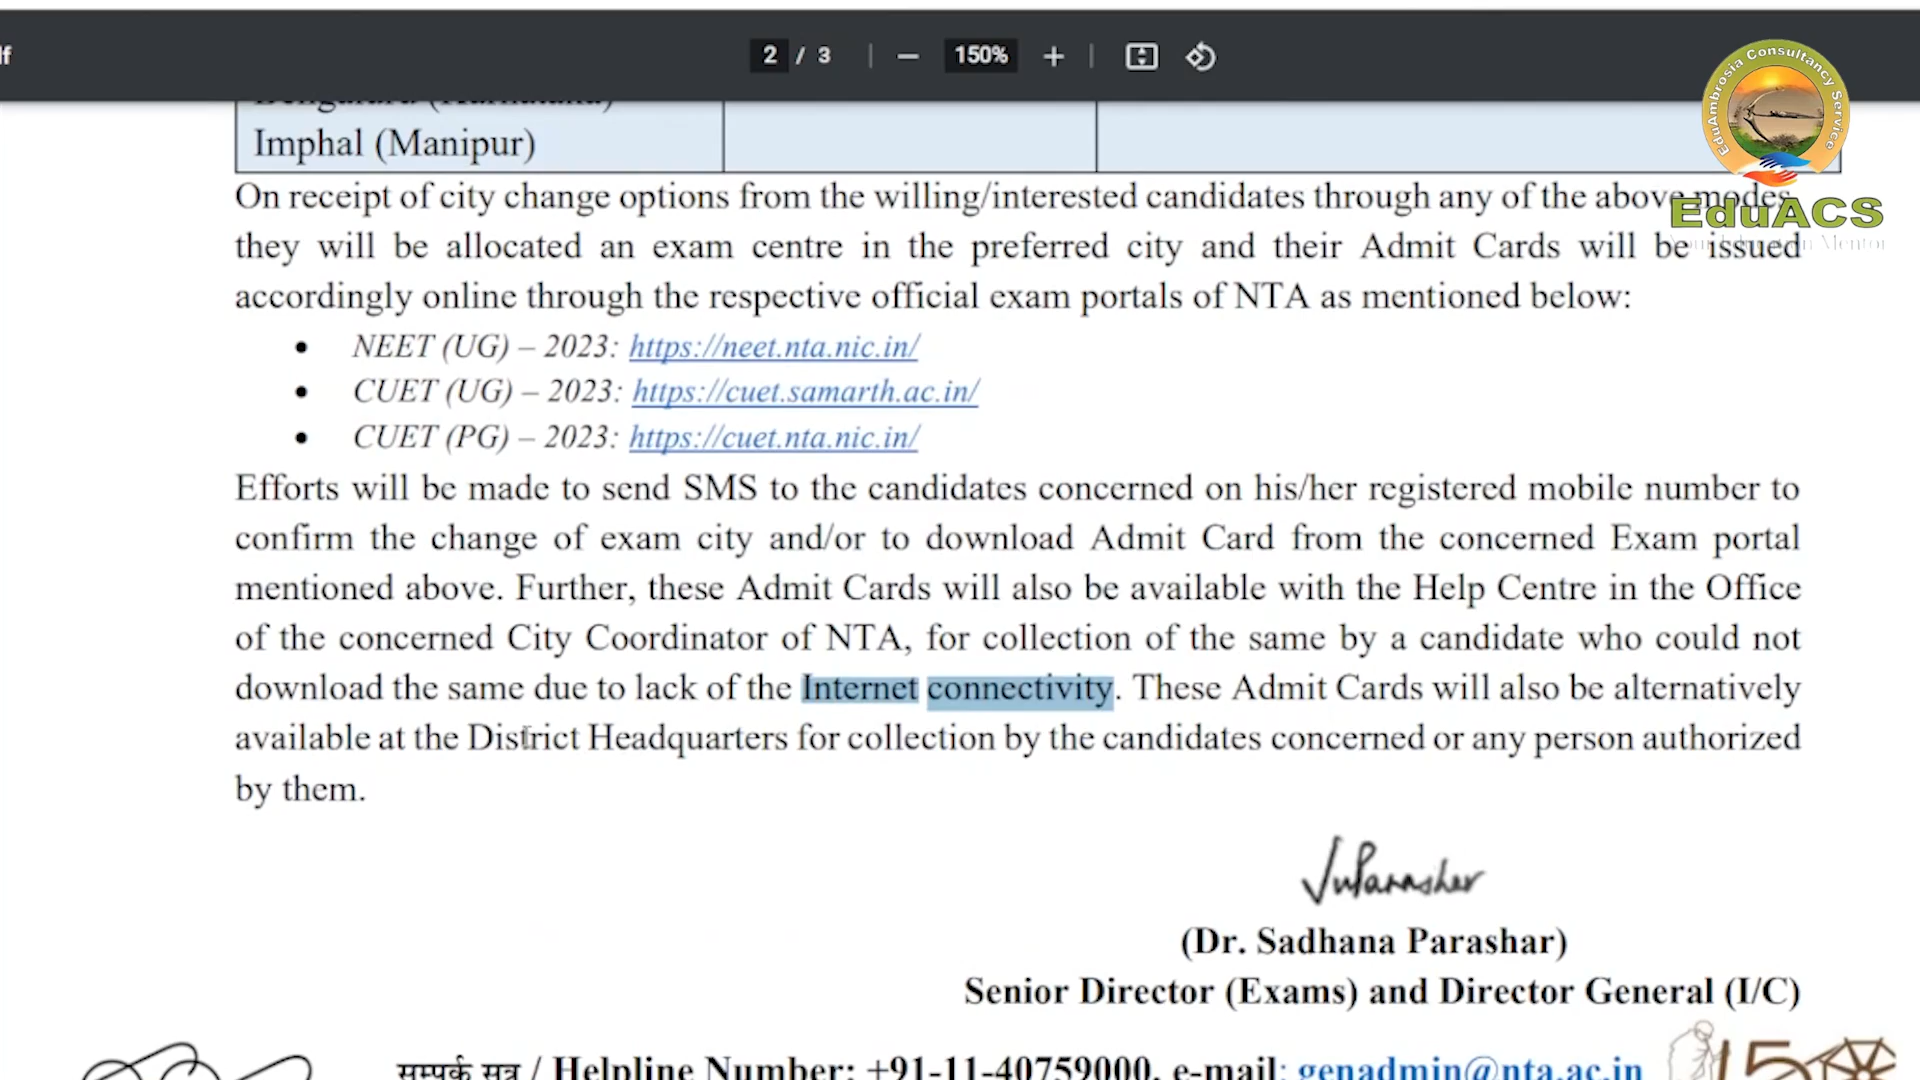 2 / 3 | — 150% + |
EduAmbrosia Consultancy Service
EduACS
Imphal (Manipur)
On receipt of city change options from the willing/interested candidates through any of the above modes,
they will be allocated an exam centre in the preferred city and their Admit Cards will be issued
accordingly online through the respective official exam portals of NTA as mentioned below:
• NEET (UG) – 2023: https://neet.nta.nic.in/
• CUET (UG) – 2023: https://cuet.samarth.ac.in/
• CUET (PG) – 2023: https://cuet.nta.nic.in/
Efforts will be made to send SMS to the candidates concerned on his/her registered mobile number to
confirm the change of exam city and/or to download Admit Card from the concerned Exam portal
mentioned above. Further, these Admit Cards will also be available with the Help Centre in the Office
of the concerned City Coordinator of NTA, for collection of the same by a candidate who could not
download the same due to lack of the Internet connectivity. These Admit Cards will also be alternatively
available at the District Headquarters for collection by the candidates concerned or any person authorized
by them.
(Dr. Sadhana Parashar)
Senior Director (Exams) and Director General (I/C)
सम्पर्क सूत्र / Helpline Number: +91-11-40759000, e-mail: genadmin@nta.ac.in